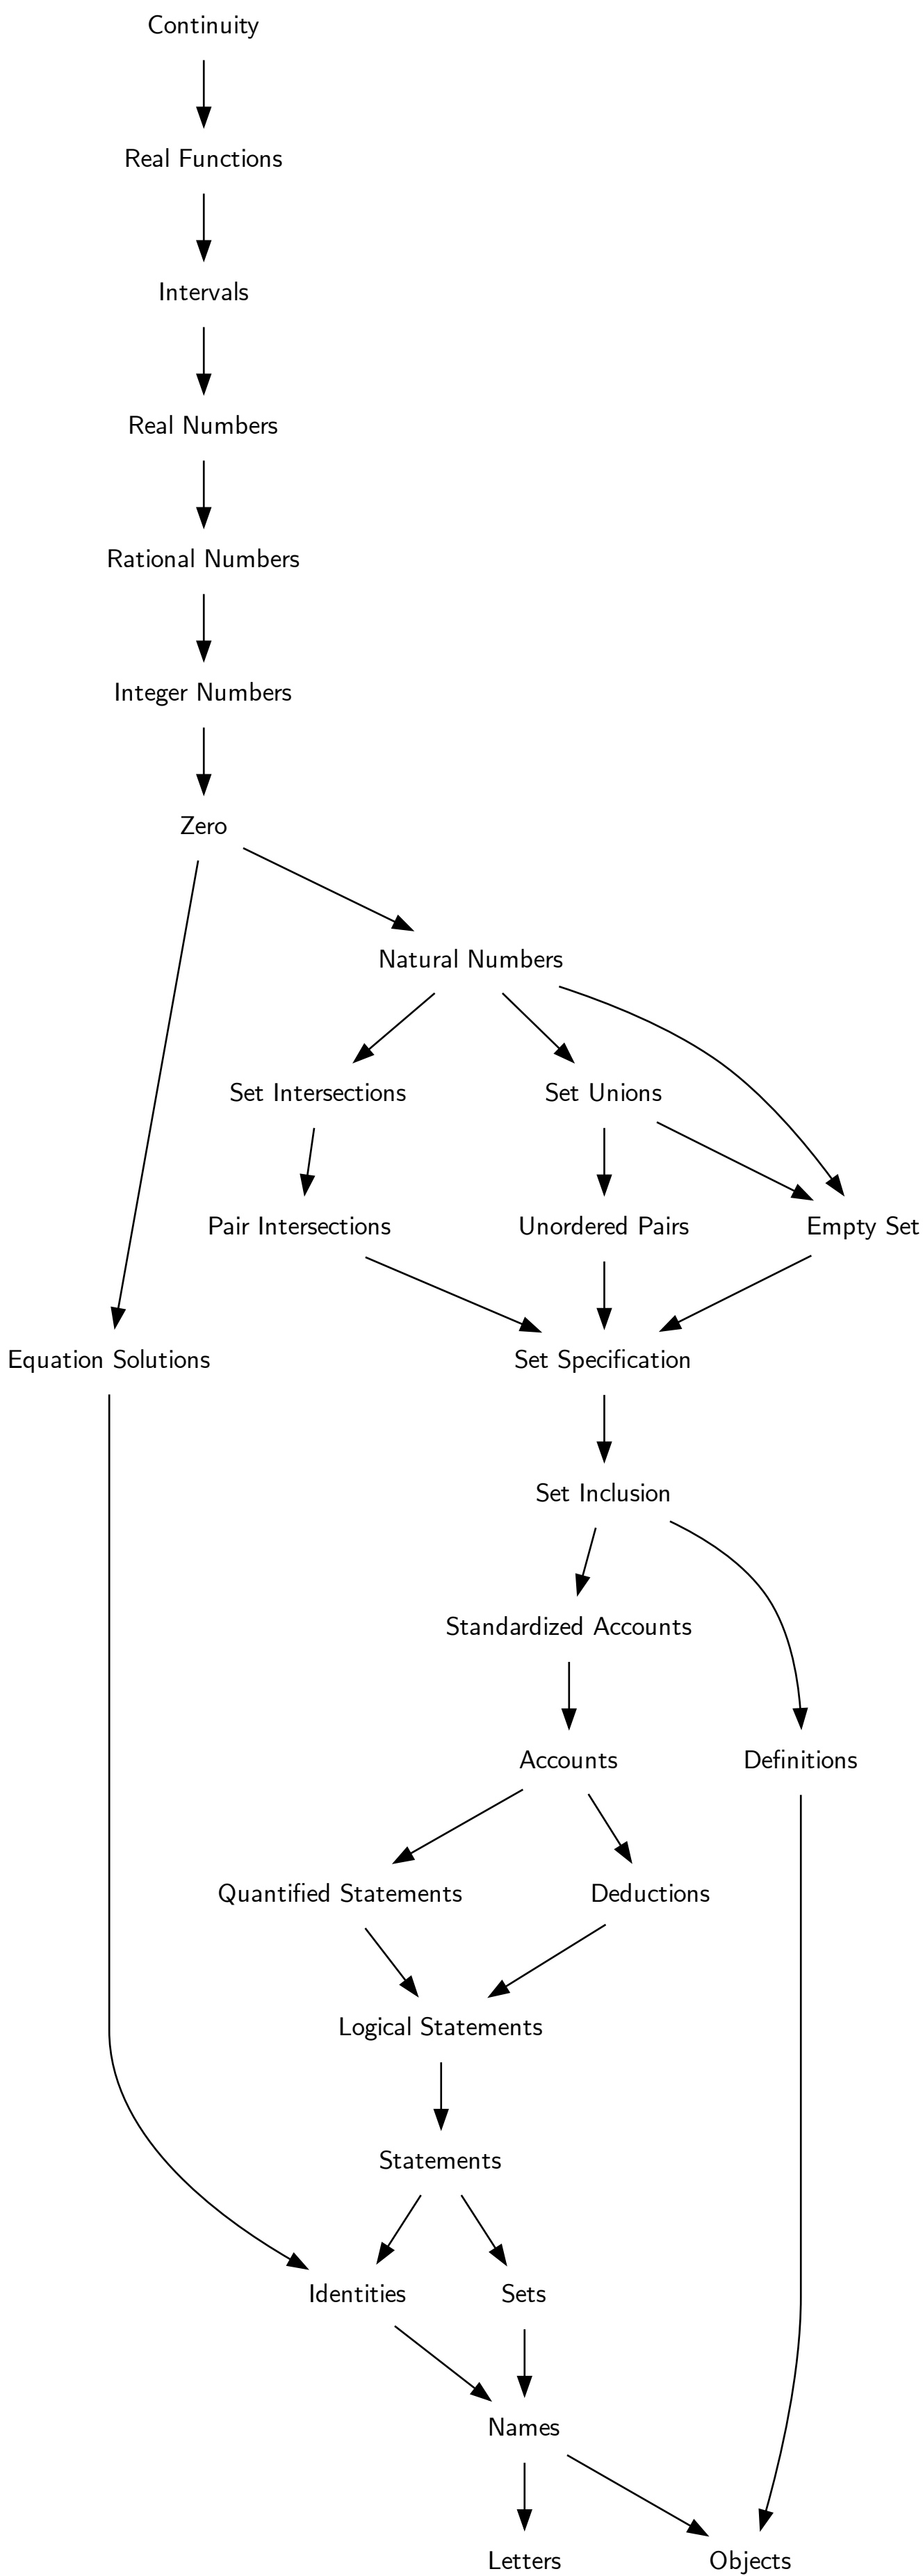 Continuity
Real Functions
Intervals
Real Numbers
Rational Numbers
Integer Numbers
Zero
Natural Numbers
Set Intersections
Set Unions
Pair Intersections
Unordered Pairs
Empty Set
Equation Solutions
Set Specification
Set Inclusion
Standardized Accounts
Accounts
Definitions
Quantified Statements
Deductions
Logical Statements
Statements
Identities
Sets
Names
Letters
Objects